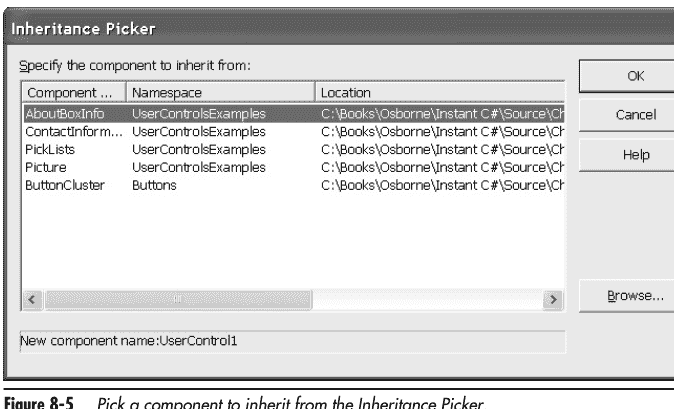 Inheritance Picker
Specify the component to inherit from:
OK
Component ... Namespace Location
AboutBoxInfo UserControlsExamples C:\Books\Osborne\Instant C#\Source\Ch
Cancel
ContactInform... UserControlsExamples C:\Books\Osborne\Instant C#\Source\Ch
PickLists UserControlsExamples C:\Books\Osborne\Instant C#\Source\Ch
Help
Picture UserControlsExamples C:\Books\Osborne\Instant C#\Source\Ch
ButtonCluster Buttons C:\Books\Osborne\Instant C#\Source\Ch
Browse...
New component name:UserControl1
Figure 8-5 Pick a component to inherit from the Inheritance Picker